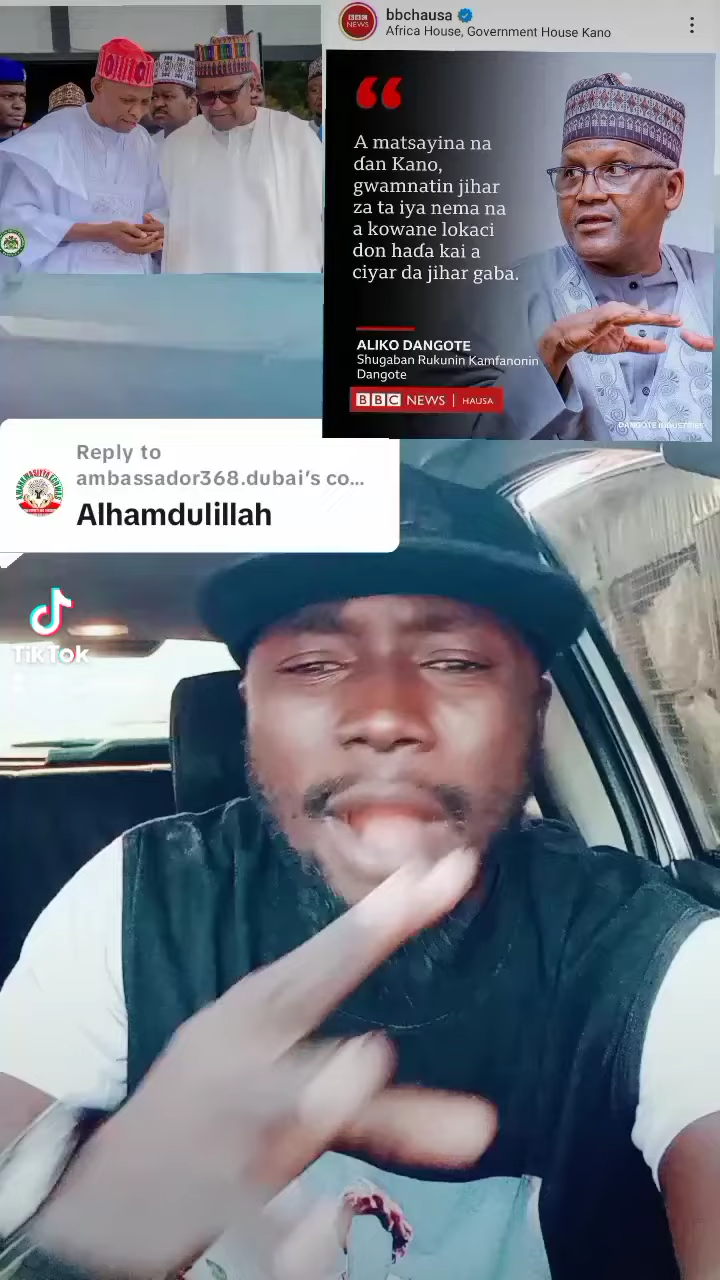 bbchausa
Africa House, Government House Kano
BBC
NEWS
A matsayina na
ɗan Kano,
gwamnatin jihar
za ta iya nema na
a kowane lokaci
don haɗa kai a
ciyar da jihar gaba.
ALIKO DANGOTE
Shugaban Rukunin Kamfanonin
Dangote
BBC NEWS | HAUSA
DANGOTE INDUSTRIES
Reply to
ambassador368.dubai’s co...
Alhamdulillah
TikTok